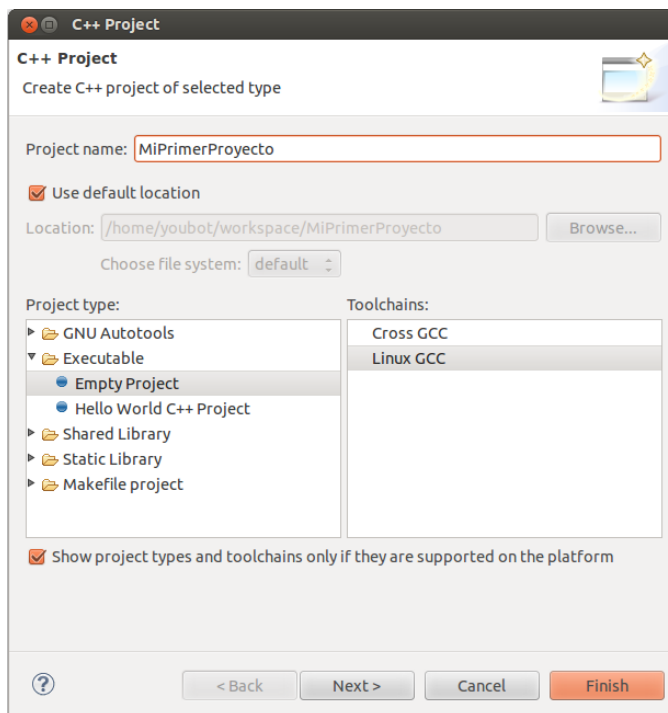 C++ Project
C++ Project
Create C++ project of selected type
Project name: MiPrimerProyecto
Use default location
Location: /home/youbot/workspace/MiPrimerProyecto Browse...
Choose file system: default
Project type: Toolchains:
GNU Autotools Cross GCC
Executable Linux GCC
Empty Project
Hello World C++ Project
Shared Library
Static Library
Makefile project
Show project types and toolchains only if they are supported on the platform
? < Back Next > Cancel Finish